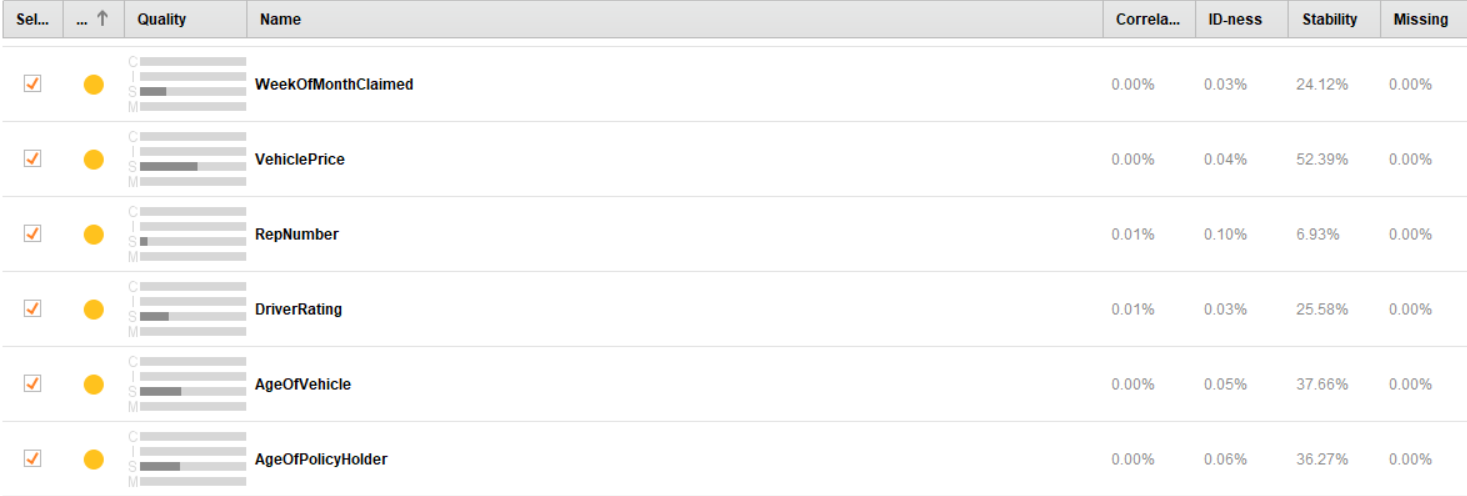 Sel... ... ↑ Quality Name Correla... ID-ness Stability Missing
C
I
S
M
WeekOfMonthClaimed 0.00% 0.03% 24.12% 0.00%
C
I
S
M
VehiclePrice 0.00% 0.04% 52.39% 0.00%
C
I
S
M
RepNumber 0.01% 0.10% 6.93% 0.00%
C
I
S
M
DriverRating 0.01% 0.03% 25.58% 0.00%
C
I
S
M
AgeOfVehicle 0.00% 0.05% 37.66% 0.00%
C
I
S
M
AgeOfPolicyHolder 0.00% 0.06% 36.27% 0.00%